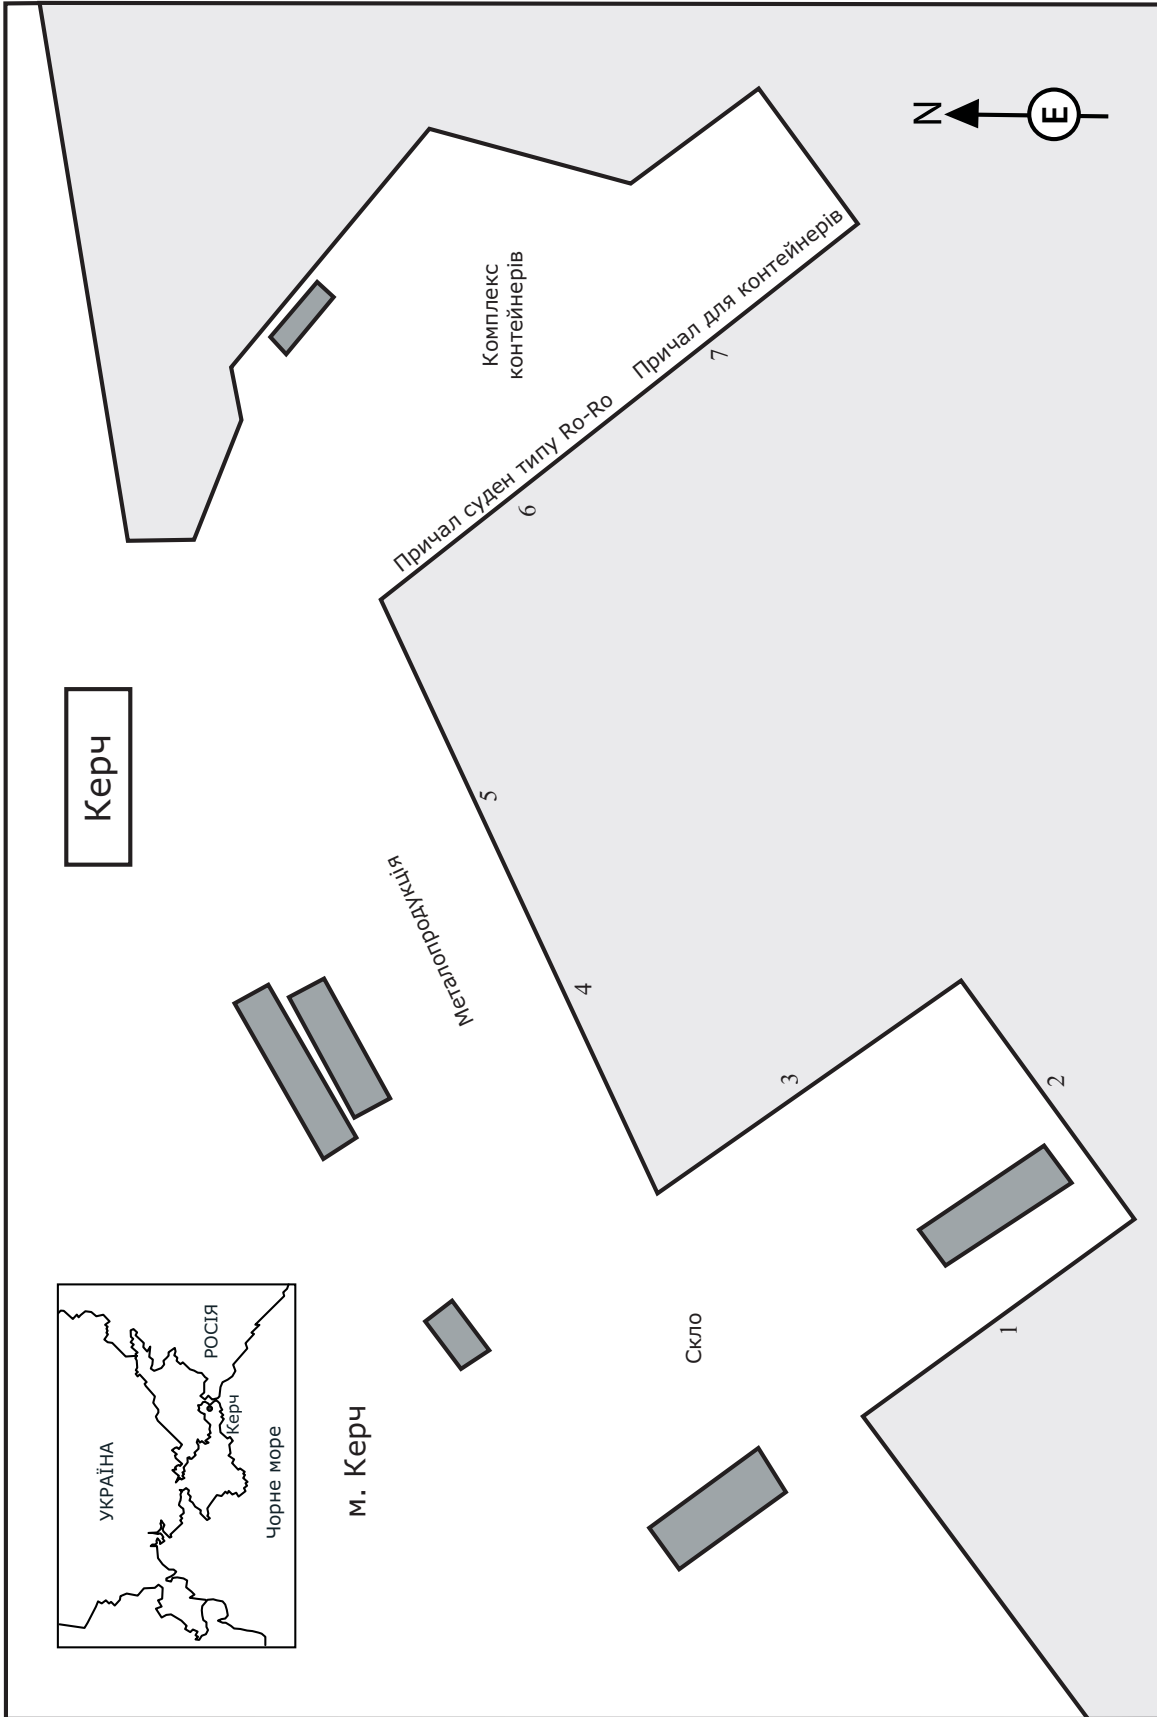 Керч
N
E
Комплекс
контейнерів
Причал для контейнерів
7
Причал суден типу Ro-Ro
6
5
Металопродукція
4
3
2
1
Скло
м. Керч
УКРАЇНА
РОСІЯ
Керч
Чорне море